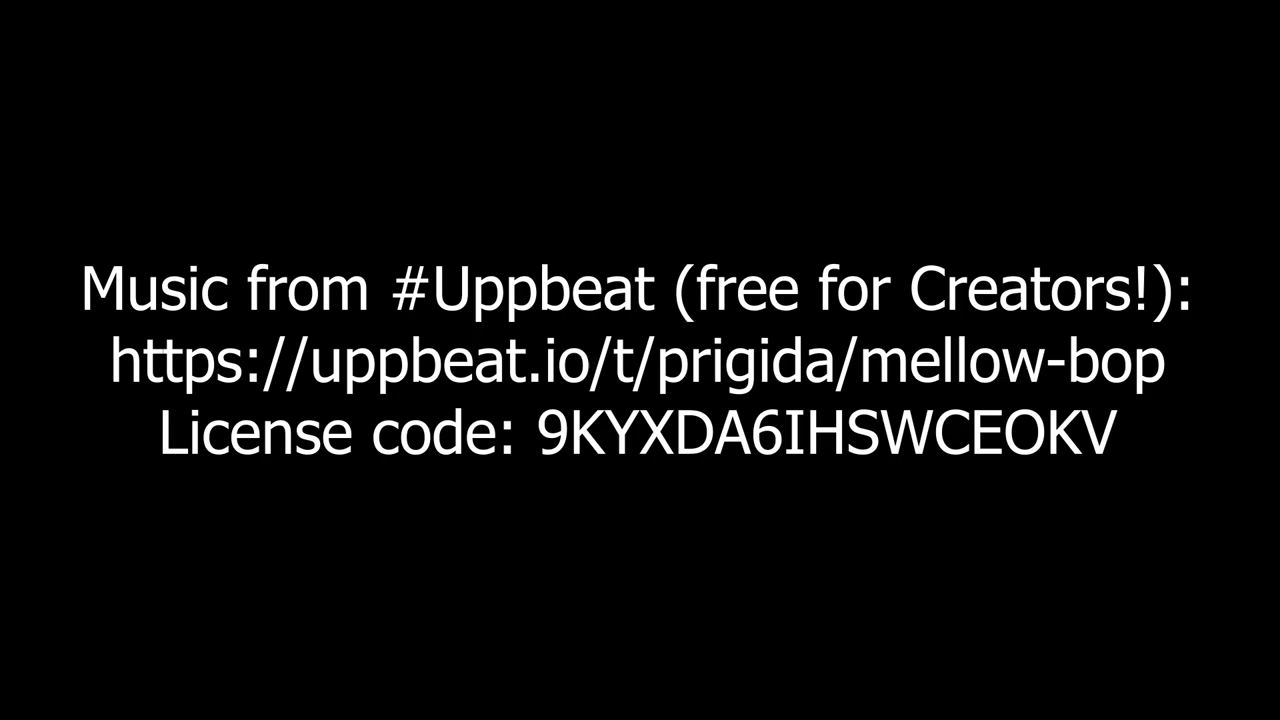 Music from #Uppbeat (free for Creators!):
https://uppbeat.io/t/prigida/mellow-bop
License code: 9KYXDA6IHSWCEOKV